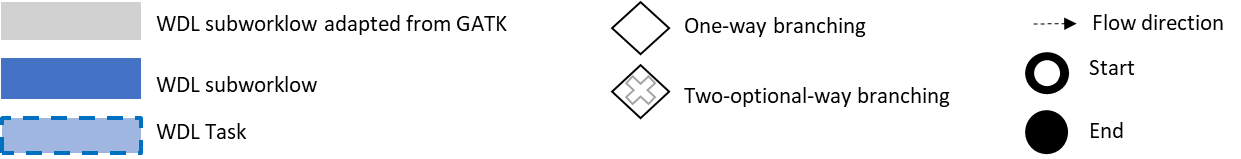 WDL subworklow adapted from GATK
WDL subworklow
WDL Task
One-way branching
Two-optional-way branching
Flow direction
Start
End